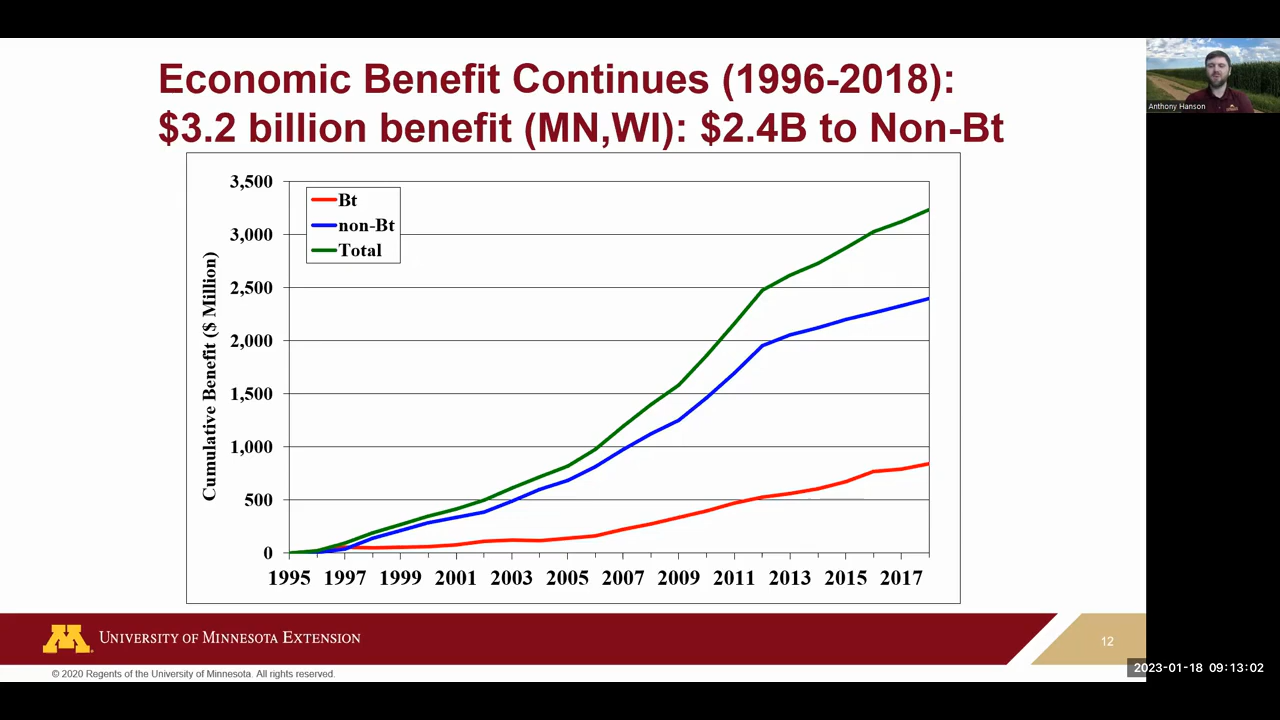 Economic Benefit Continues (1996-2018):
$3.2 billion benefit (MN,WI): $2.4B to Non-Bt
Anthony Hanson
3,500
3,000
2,500
2,000
1,500
1,000
500
0
Cumulative Benefit ($ Million)
Bt
non-Bt
Total
1995 1997 1999 2001 2003 2005 2007 2009 2011 2013 2015 2017
M
UNIVERSITY OF MINNESOTA EXTENSION
12
© 2020 Regents of the University of Minnesota. All rights reserved.
2023-01-18 09:13:02